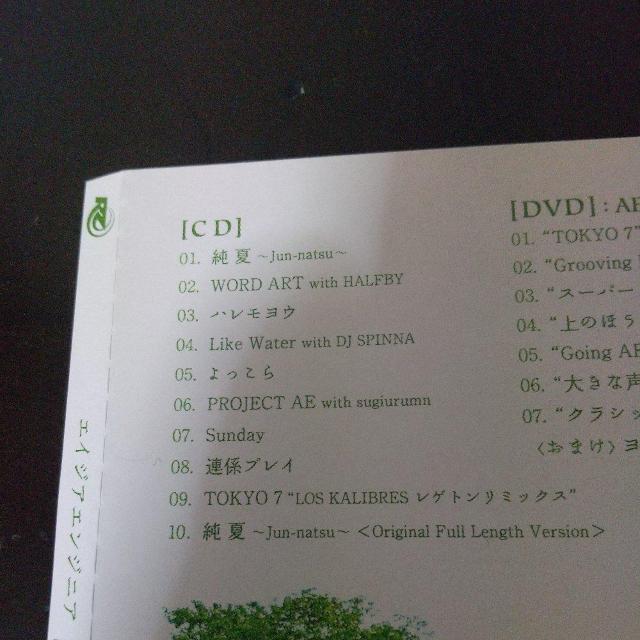 [CD]
01. 純夏 ~Jun-natsu~
02. WORD ART with HALFBY
03. ハレモヨウ
04. Like Water with DJ SPINNA
05. よっこら
06. PROJECT AE with sugiurumn
07. Sunday
08. 連係プレイ
09. TOKYO 7 “LOS KALIBRES レゲトンリミックス”
10. 純夏 ~Jun-natsu~ <Original Full Length Version>
[DVD] : AE
01. “TOKYO 7”
02. “Grooving
03. “スーパー
04. “上のほう
05. “Going AE
06. “大きな声
07. “クラシッ
〈おまけ〉ヨ
エイジアエンジニア